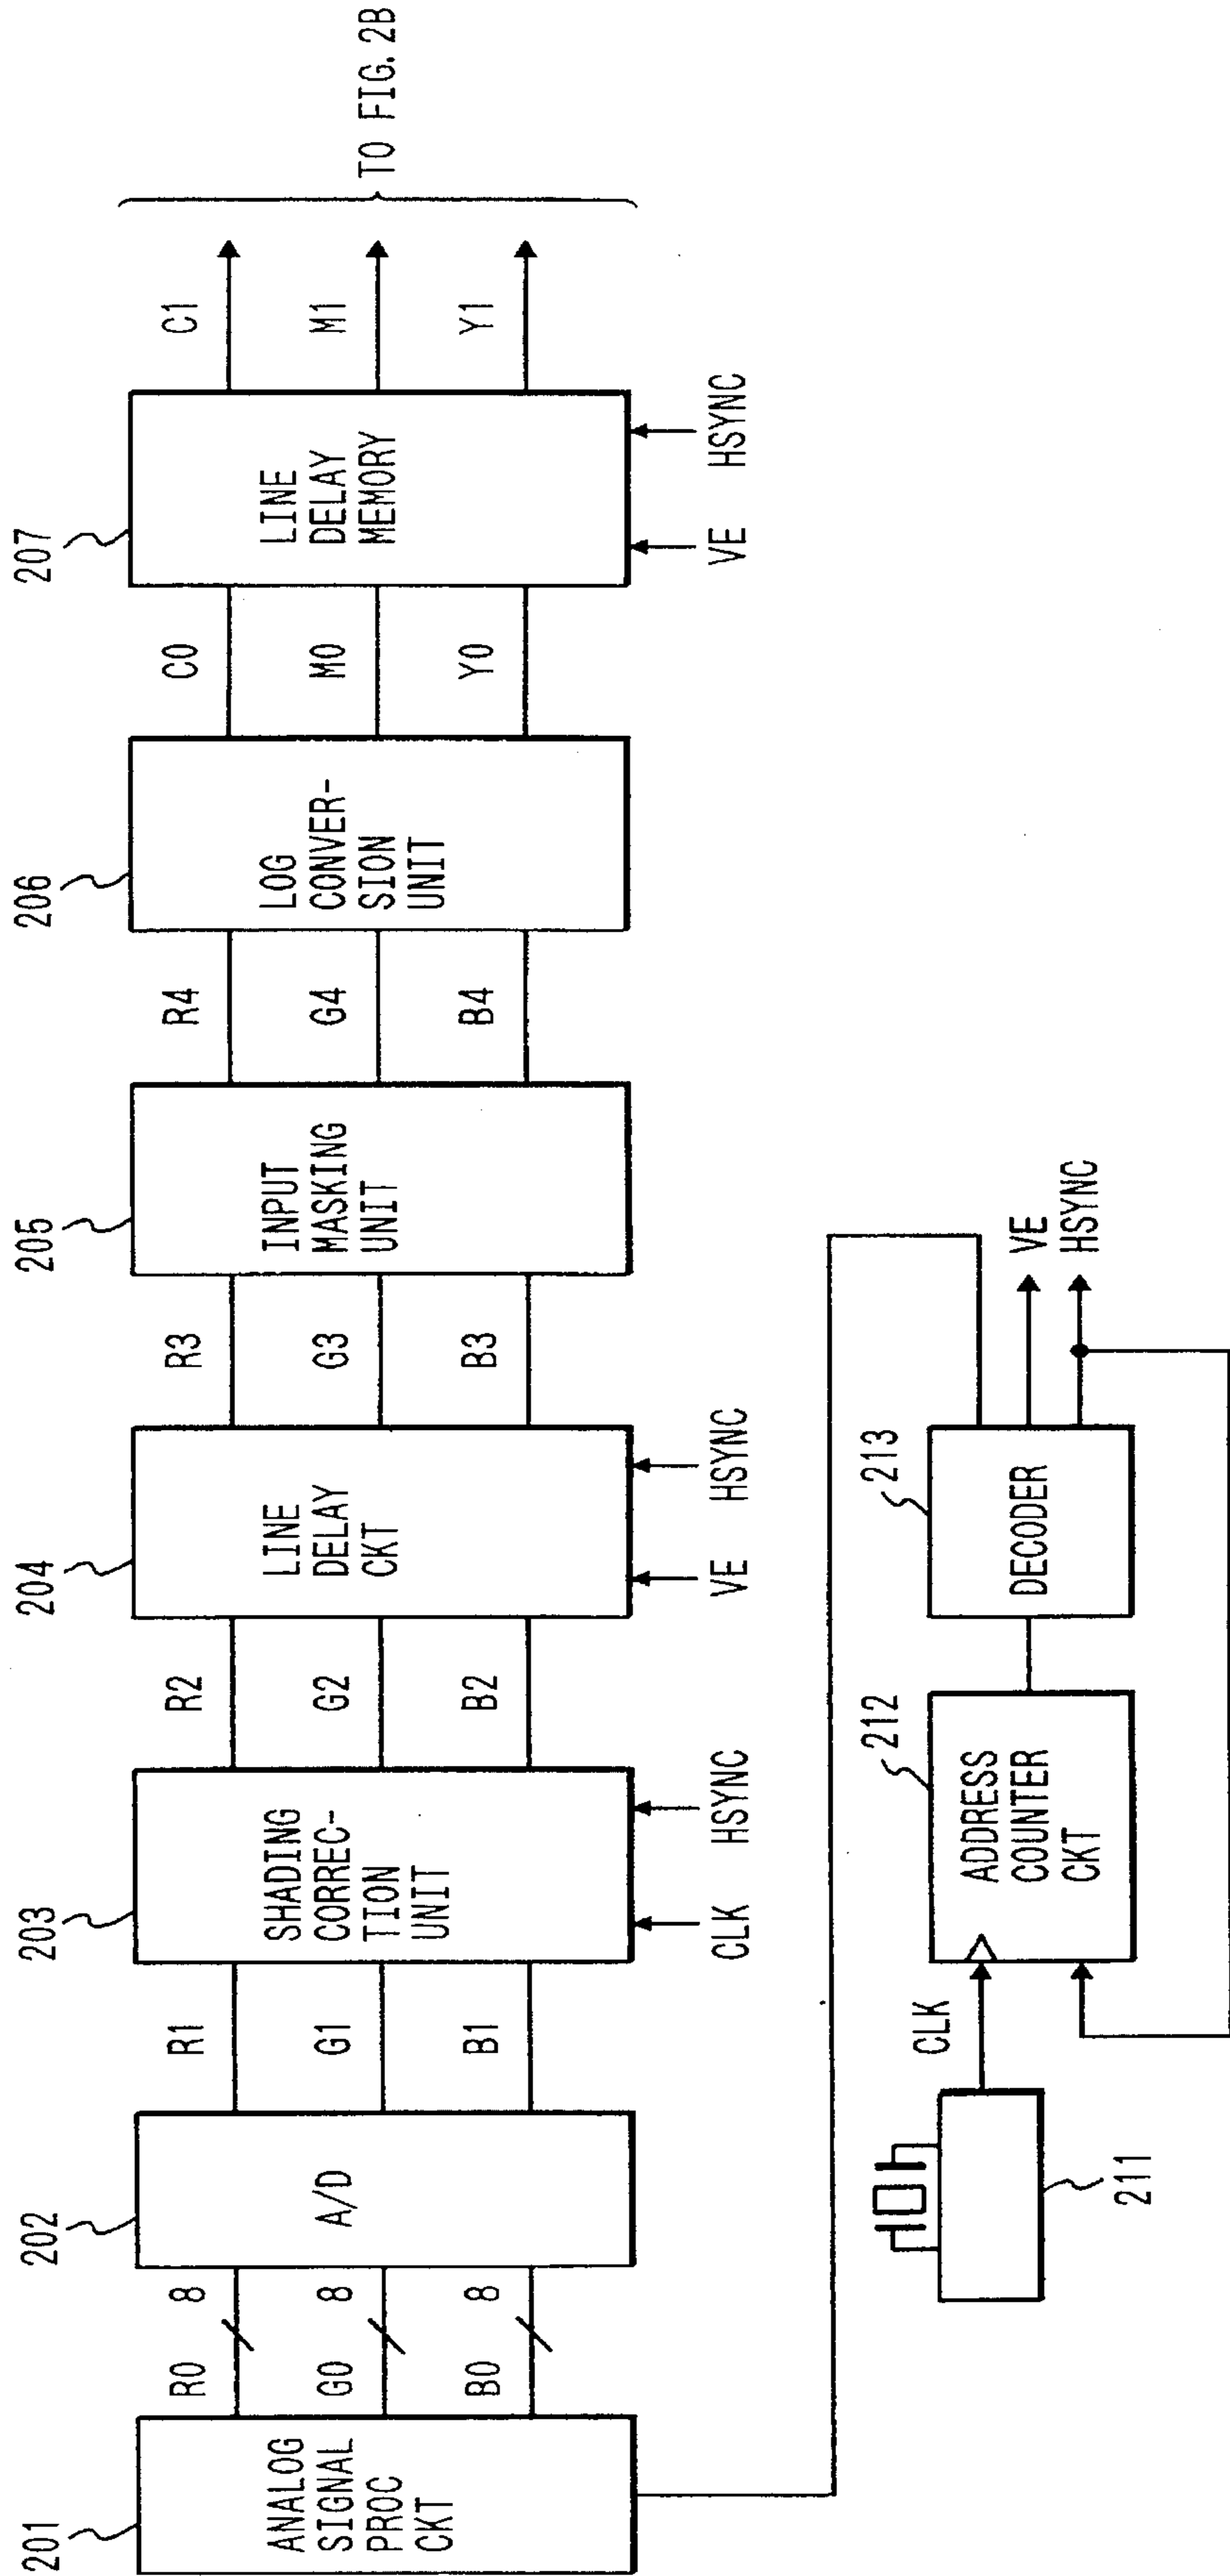 201
ANALOG
SIGNAL
PROC
CKT
R0
8
G0
8
B0
8
202
A/D
R1
G1
B1
203
SHADING
CORREC-
TION
UNIT
CLK
HSYNC
R2
G2
B2
204
LINE
DELAY
CKT
VE
HSYNC
R3
G3
B3
205
INPUT
MASKING
UNIT
R4
G4
B4
206
LOG
CONVER-
SION
UNIT
C0
M0
Y0
207
LINE
DELAY
MEMORY
VE
HSYNC
C1
M1
Y1
TO FIG. 2B
211
CLK
212
ADDRESS
COUNTER
CKT
213
DECODER
VE
HSYNC